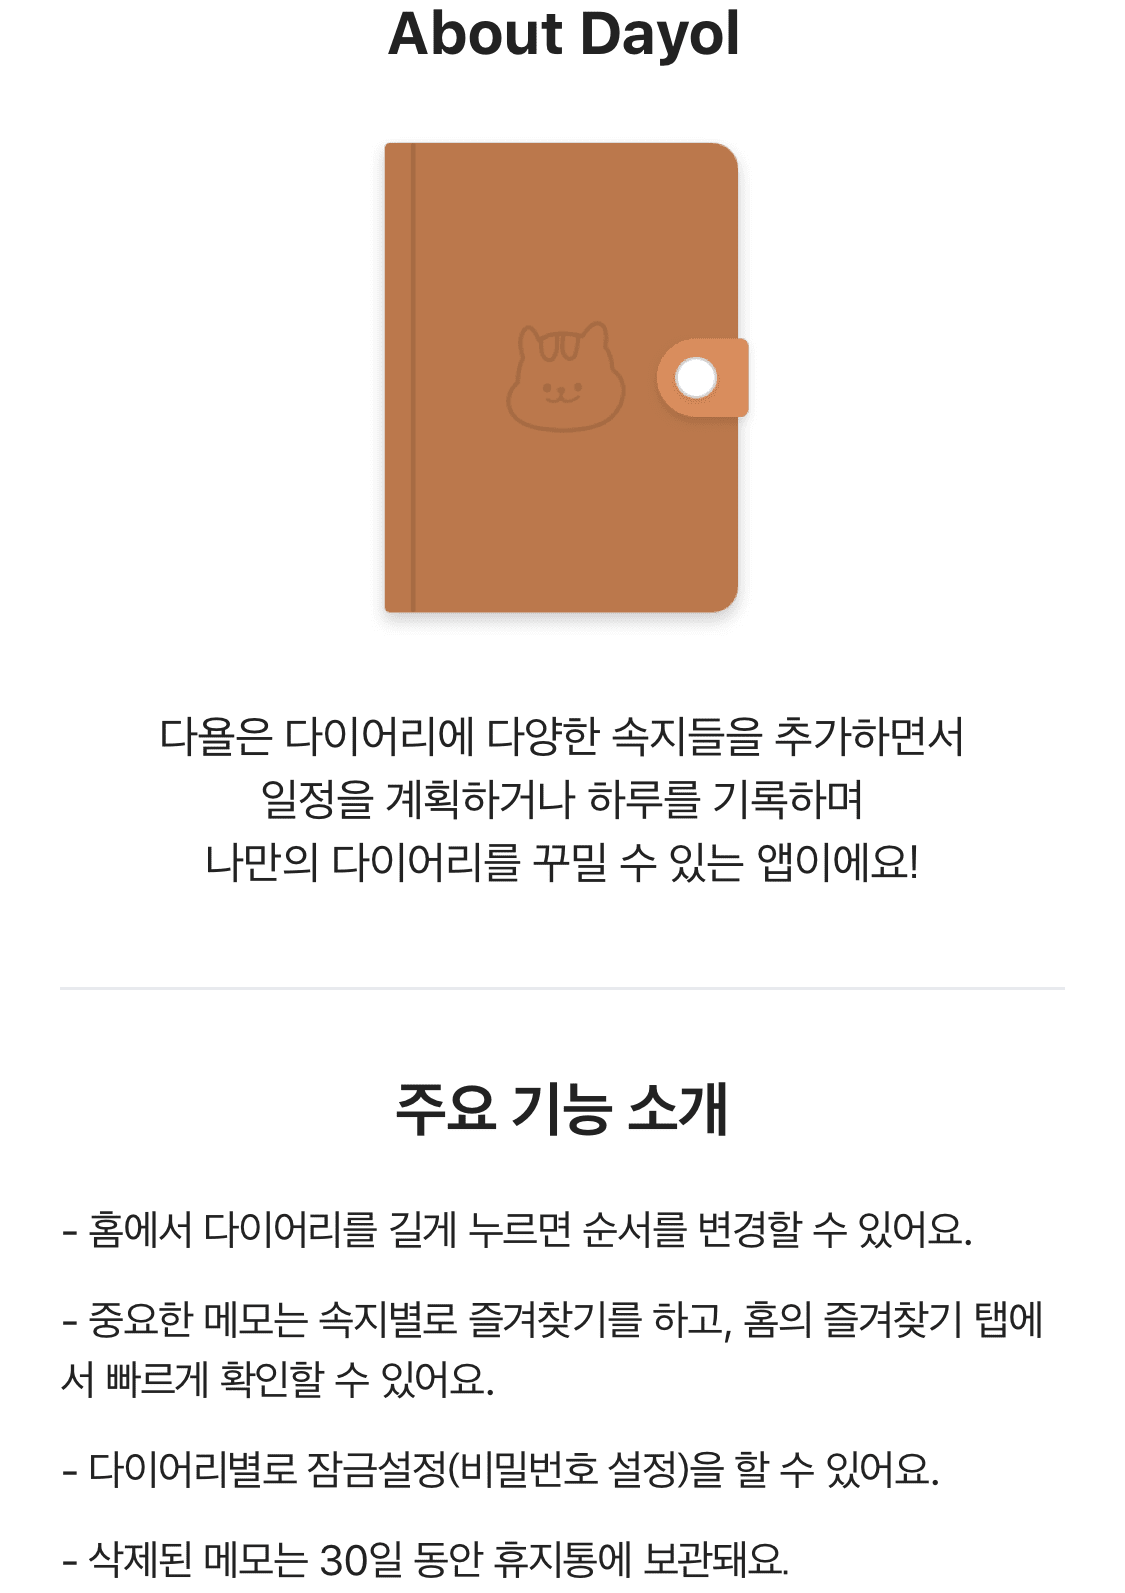 About Dayol
다욜은 다이어리에 다양한 속지들을 추가하면서
일정을 계획하거나 하루를 기록하며
나만의 다이어리를 꾸밀 수 있는 앱이에요!
주요 기능 소개
- 홈에서 다이어리를 길게 누르면 순서를 변경할 수 있어요.
- 중요한 메모는 속지별로 즐겨찾기를 하고, 홈의 즐겨찾기 탭에
서 빠르게 확인할 수 있어요.
- 다이어리별로 잠금설정(비밀번호 설정)을 할 수 있어요.
- 삭제된 메모는 30일 동안 휴지통에 보관돼요.